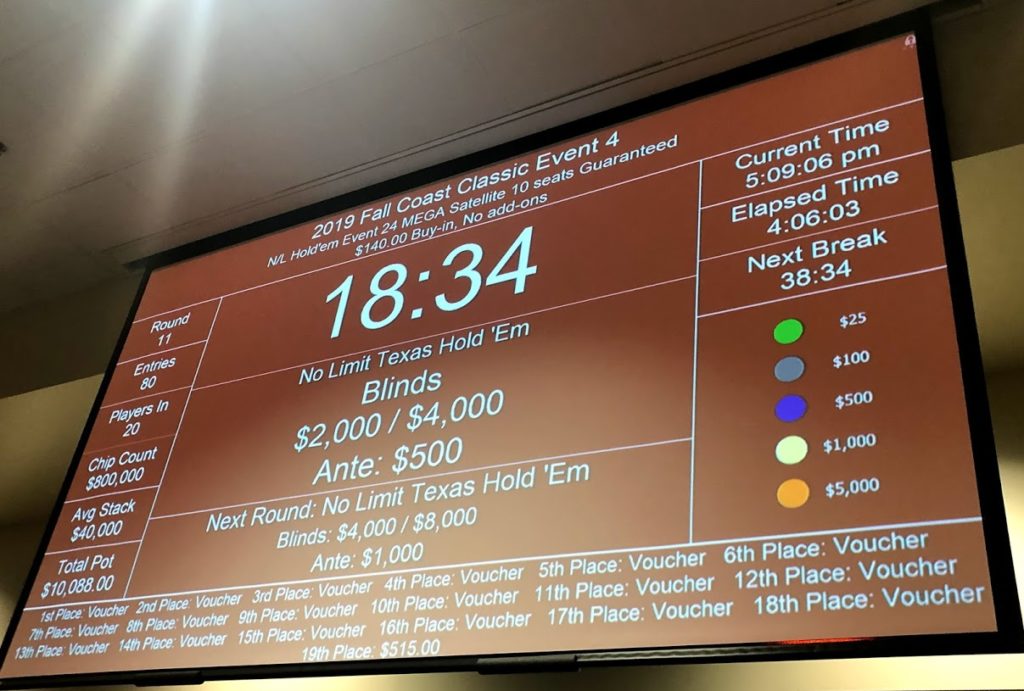 2019 Fall Coast Classic Event 4
N/L Hold'em Event 24 MEGA Satellite 10 seats Guaranteed
$140.00 Buy-in, No add-ons
Round
11
Entries
80
Players In
20
Chip Count
$800,000
Avg Stack
$40,000
Total Pot
$10,088.00
18:34
No Limit Texas Hold 'Em
Blinds
$2,000 / $4,000
Ante: $500
Next Round: No Limit Texas Hold 'Em
Blinds: $4,000 / $8,000
Ante: $1,000
Current Time
5:09:06 pm
Elapsed Time
4:06:03
Next Break
38:34
$25
$100
$500
$1,000
$5,000
1st Place: Voucher 2nd Place: Voucher 3rd Place: Voucher 4th Place: Voucher 5th Place: Voucher 6th Place: Voucher
7th Place: Voucher 8th Place: Voucher 9th Place: Voucher 10th Place: Voucher 11th Place: Voucher 12th Place: Voucher
13th Place: Voucher 14th Place: Voucher 15th Place: Voucher 16th Place: Voucher 17th Place: Voucher 18th Place: Voucher
19th Place: $515.00